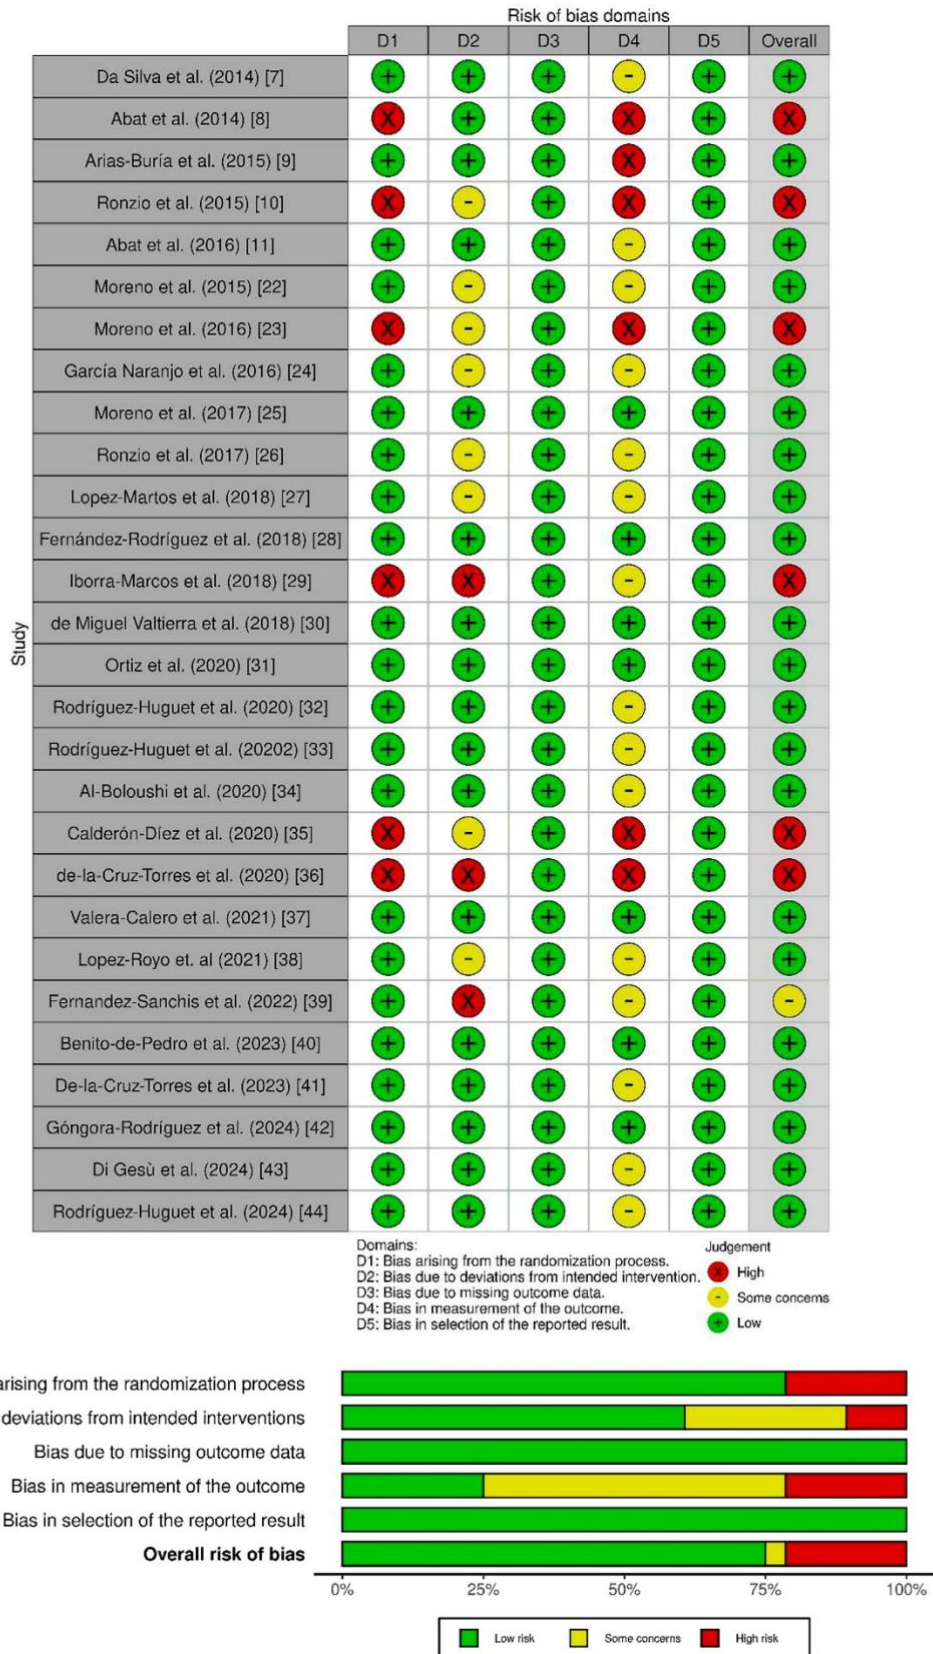 Risk of bias domains
D1 D2 D3 D4 D5 Overall
Study
Da Silva et al. (2014) [7] + + + - + +
Abat et al. (2014) [8] X + + X + X
Arias-Buría et al. (2015) [9] + + + X + +
Ronzio et al. (2015) [10] X - + X + X
Abat et al. (2016) [11] + + + - + +
Moreno et al. (2015) [22] + - + - + +
Moreno et al. (2016) [23] X - + X + X
García Naranjo et al. (2016) [24] + - + - + +
Moreno et al. (2017) [25] + + + + + +
Ronzio et al. (2017) [26] + - + - + +
Lopez-Martos et al. (2018) [27] + - + - + +
Fernández-Rodríguez et al. (2018) [28] + + + + + +
Iborra-Marcos et al. (2018) [29] X X + - + X
de Miguel Valtierra et al. (2018) [30] + + + + + +
Ortiz et al. (2020) [31] + + + + + +
Rodríguez-Huguet et al. (2020) [32] + + + - + +
Rodríguez-Huguet et al. (20202) [33] + + + - + +
Al-Boloushi et al. (2020) [34] + + + - + +
Calderón-Díez et al. (2020) [35] X - + X + X
de-la-Cruz-Torres et al. (2020) [36] X X + X + X
Valera-Calero et al. (2021) [37] + + + + + +
Lopez-Royo et. al (2021) [38] + - + - + +
Fernandez-Sanchis et al. (2022) [39] + X + - + -
Benito-de-Pedro et al. (2023) [40] + + + + + +
De-la-Cruz-Torres et al. (2023) [41] + + + - + +
Góngora-Rodríguez et al. (2024) [42] + + + + + +
Di Gesù et al. (2024) [43] + + + - + +
Rodríguez-Huguet et al. (2024) [44] + + + - + +
Domains:
D1: Bias arising from the randomization process.
D2: Bias due to deviations from intended intervention.
D3: Bias due to missing outcome data.
D4: Bias in measurement of the outcome.
D5: Bias in selection of the reported result.
Judgement
X High
- Some concerns
+ Low
arising from the randomization process
deviations from intended interventions
Bias due to missing outcome data
Bias in measurement of the outcome
Bias in selection of the reported result
Overall risk of bias
0% 25% 50% 75% 100%
Low risk Some concerns High risk